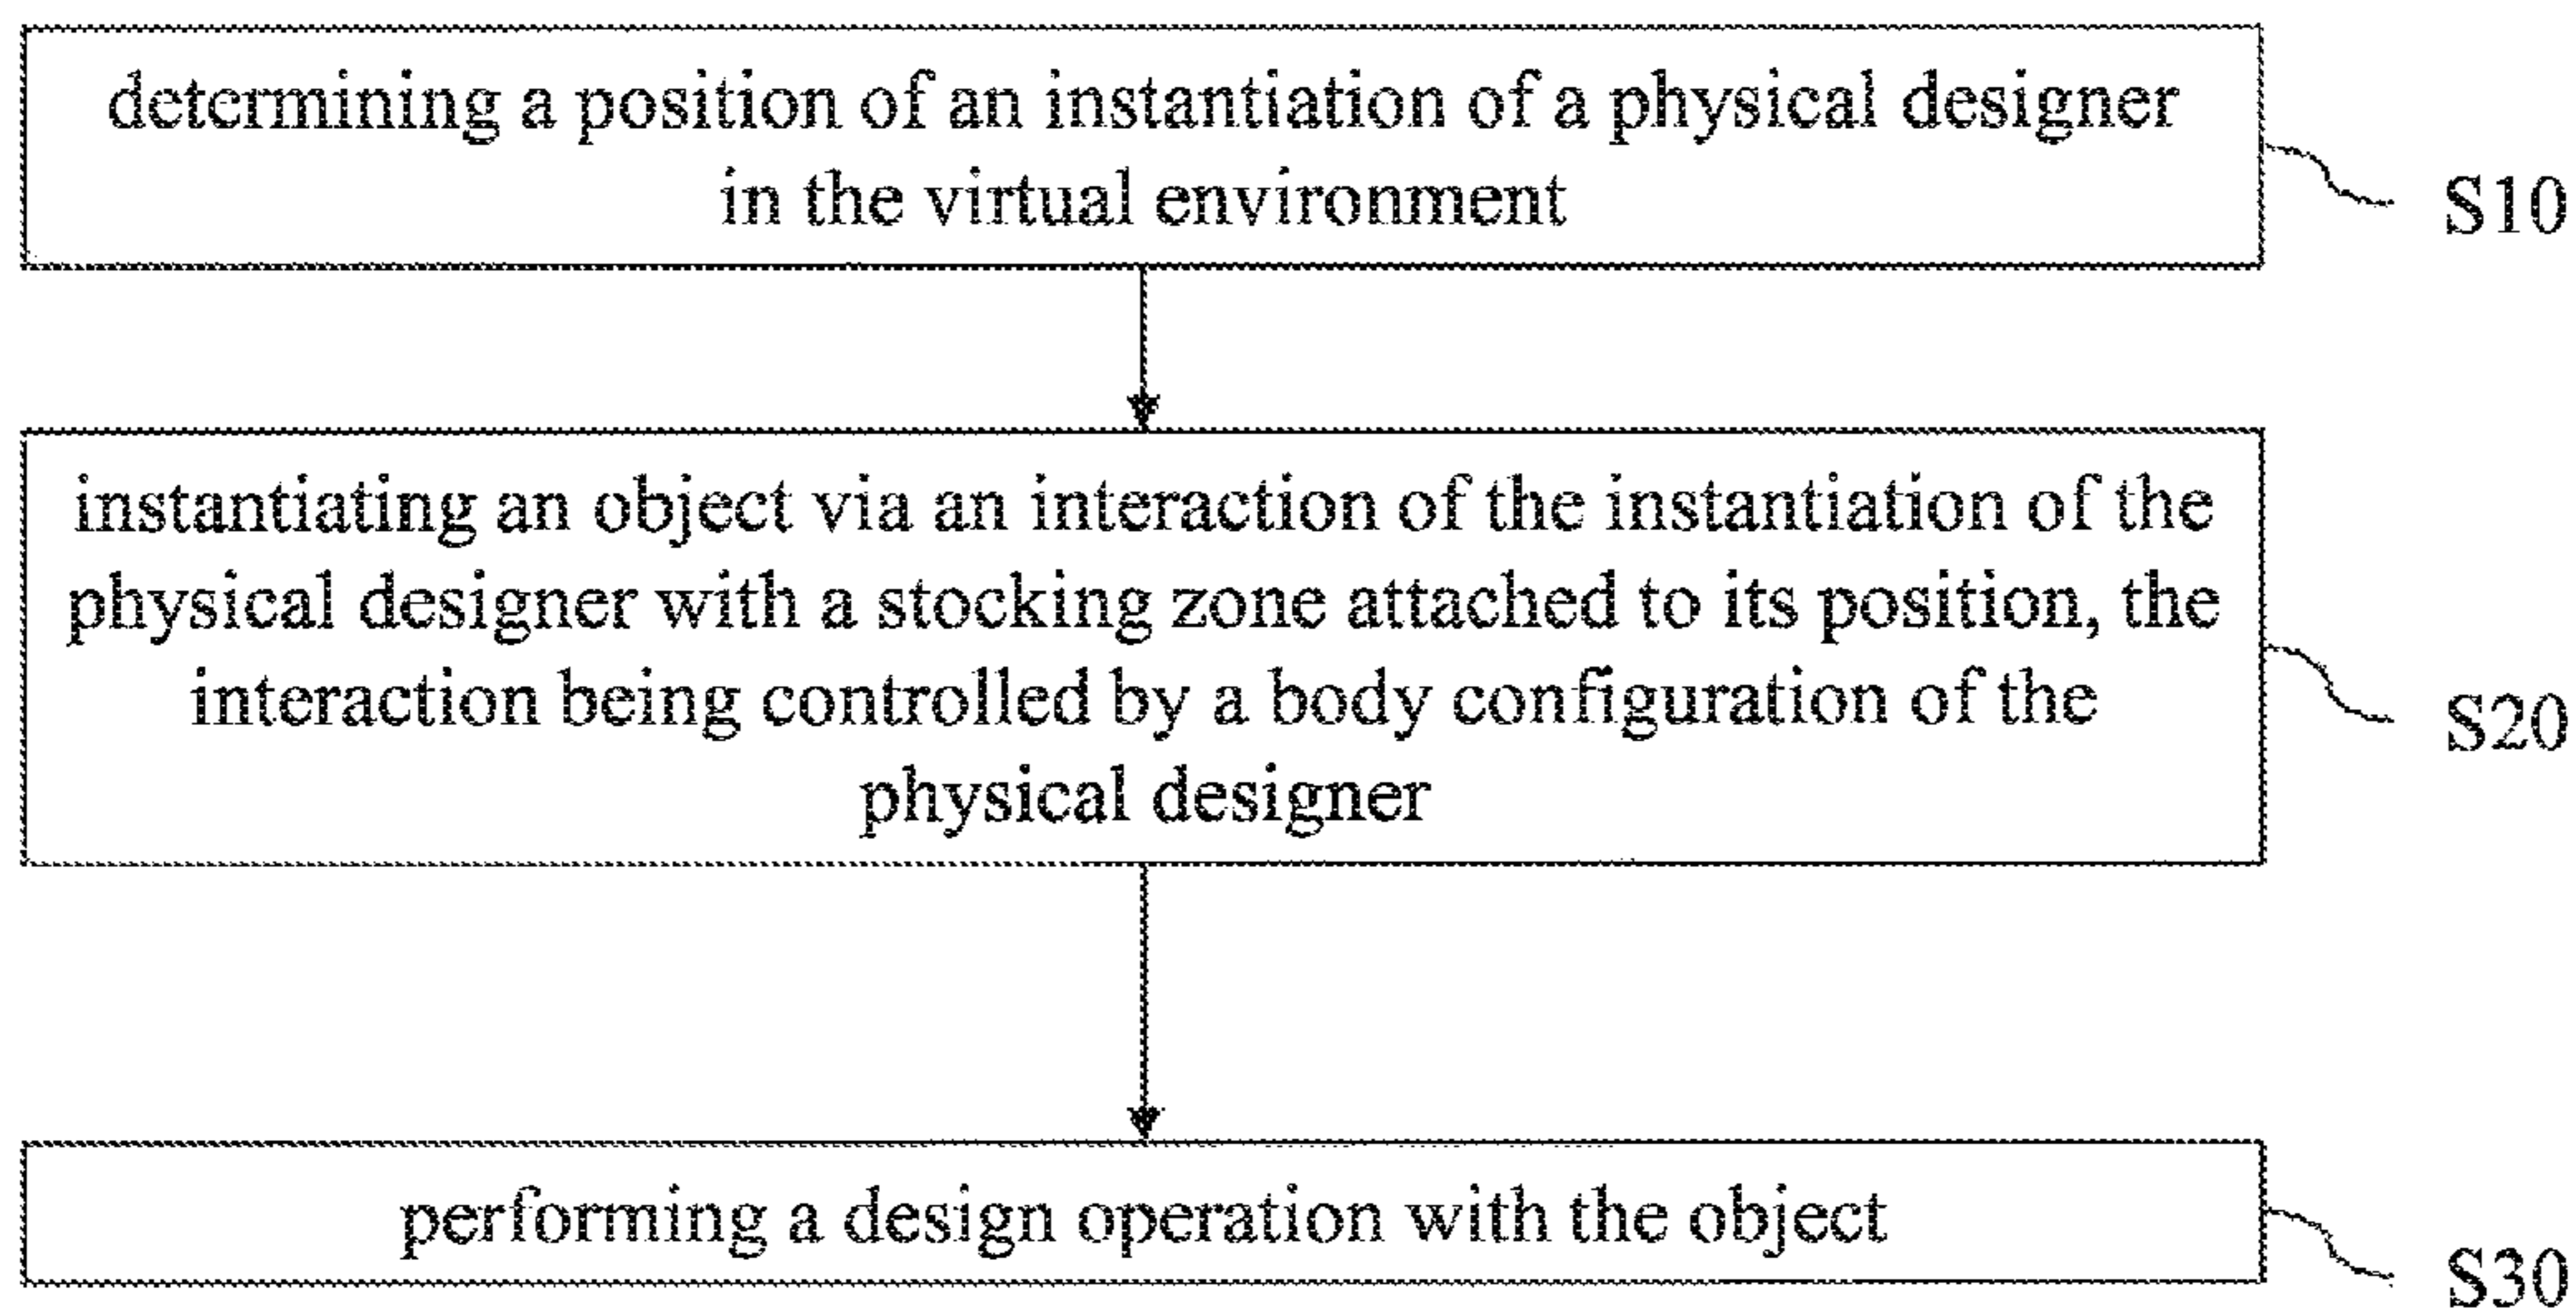 determining a position of an instantiation of a physical designer
in the virtual environment
S10
instantiating an object via an interaction of the instantiation of the
physical designer with a stocking zone attached to its position, the
interaction being controlled by a body configuration of the
physical designer
S20
performing a design operation with the object
S30